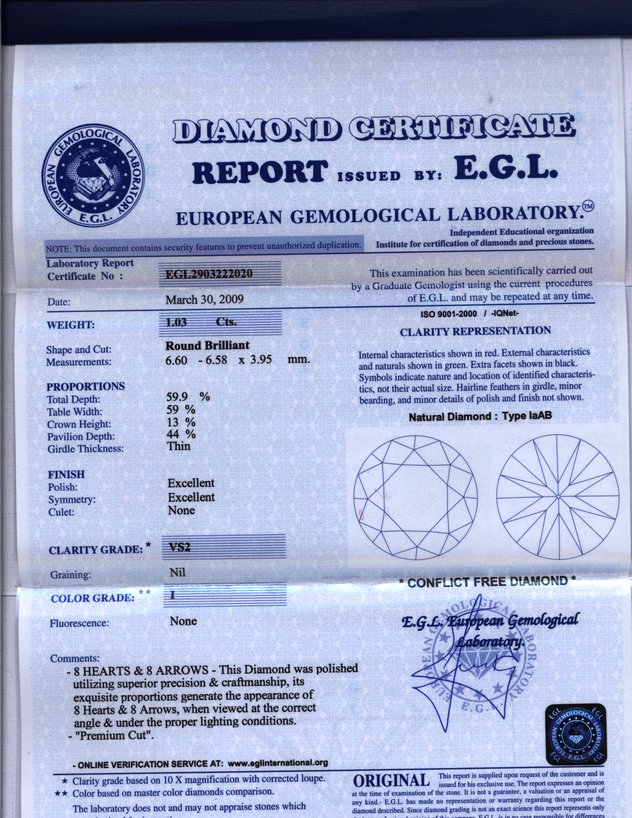 DIAMOND CERTIFICATE
REPORT ISSUED BY: E.G.L.
EUROPEAN GEMOLOGICAL LABORATORY.™
EUROPEAN GEMOLOGICAL LABORATORY
E.G.L.
Independent Educational organization
Institute for certification of diamonds and precious stones.
NOTE: This document contains security features to prevent unauthorized duplication.
Laboratory Report
Certificate No : EGL2903222020
Date: March 30, 2009
WEIGHT: 1.03 Cts.
Shape and Cut: Round Brilliant
Measurements: 6.60 - 6.58 x 3.95 mm.
PROPORTIONS
Total Depth: 59.9 %
Table Width: 59 %
Crown Height: 13 %
Pavilion Depth: 44 %
Girdle Thickness: Thin
FINISH
Polish: Excellent
Symmetry: Excellent
Culet: None
CLARITY GRADE: * VS2
Graining: Nil
COLOR GRADE: ** I
Fluorescence: None
Comments:
- 8 HEARTS & 8 ARROWS - This Diamond was polished
utilizing superior precision & craftmanship, its
exquisite proportions generate the appearance of
8 Hearts & 8 Arrows, when viewed at the correct
angle & under the proper lighting conditions.
- "Premium Cut".
- ONLINE VERIFICATION SERVICE AT: www.eglinternational.org
★ Clarity grade based on 10 X magnification with corrected loupe.
★★ Color based on master color diamonds comparison.
The laboratory does not and may not appraise stones which
This examination has been scientifically carried out
by a Graduate Gemologist using the current procedures
of E.G.L. and may be repeated at any time.
ISO 9001-2000 / -IQNet-
CLARITY REPRESENTATION
Internal characteristics shown in red. External characteristics
and naturals shown in green. Extra facets shown in black.
Symbols indicate nature and location of identified characteris-
tics, not their actual size. Hairline feathers in girdle, minor
bearding, and minor details of polish and finish not shown.
Natural Diamond : Type IaAB
* CONFLICT FREE DIAMOND *
E.G.L. European Gemological
Laboratory.
EUROPEAN GEMOLOGICAL LABORATORY
E.G.L.
EGL EGL
EGL EGL
ORIGINAL
This report is supplied upon request of the customer and is
issued for his exclusive use. The report expresses an opinion
at the time of examination of the stone. It is not a guarantee, a valuation or an appraisal of
any kind.- E.G.L. has made no representation or warranty regarding this report or the
diamond described. Since diamond grading is not an exact science this report represents only